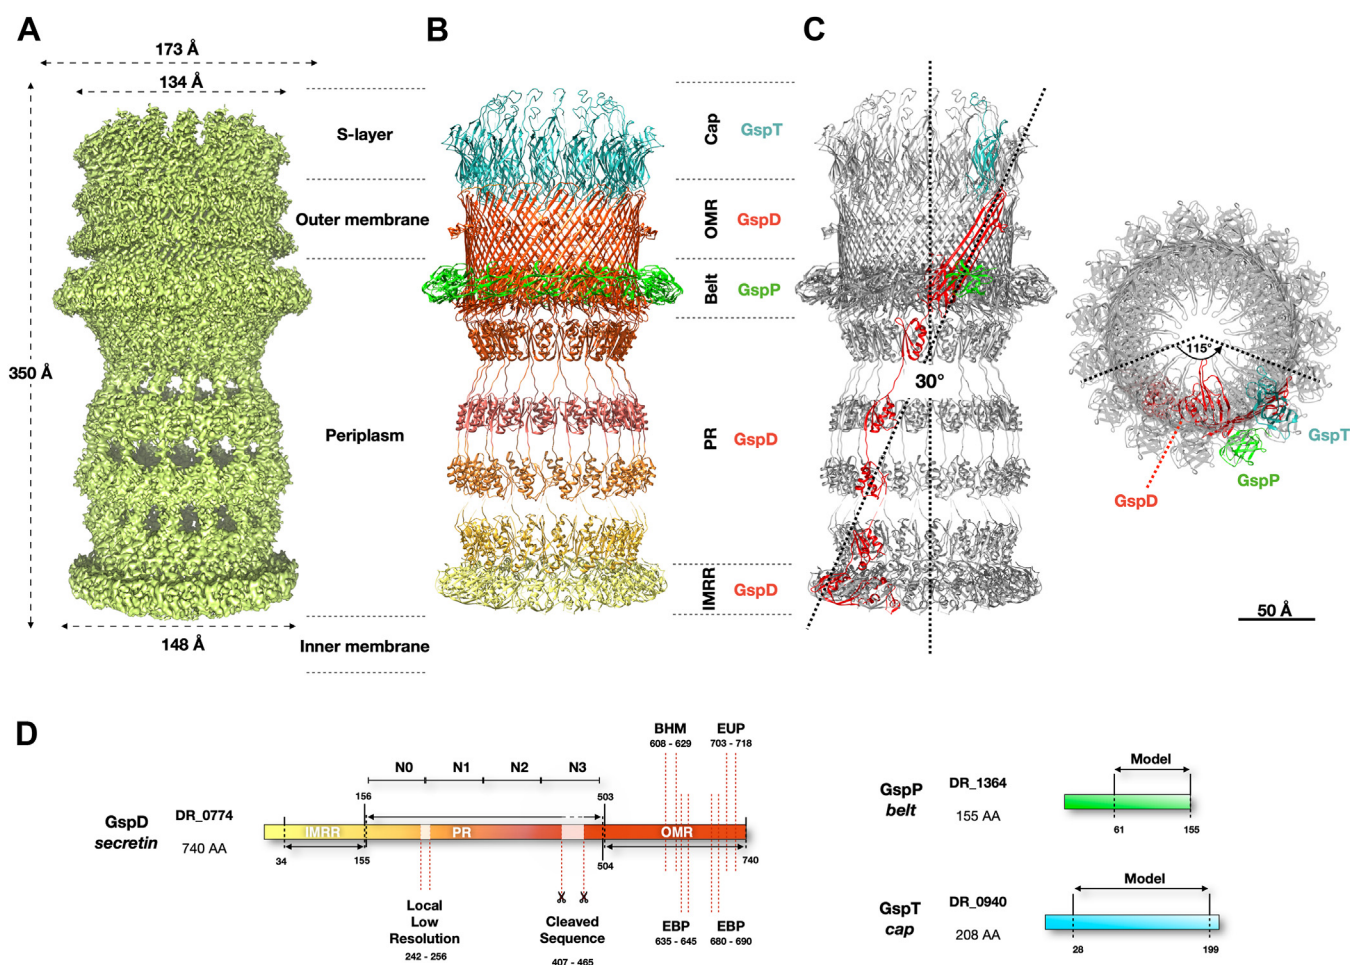 A
B
C
173 Å
134 Å
350 Å
148 Å
S-layer
Outer membrane
Periplasm
Inner membrane
Cap
GspT
OMR
GspD
Belt
GspP
PR
GspD
IMRR
GspD
30°
115°
GspT
GspP
GspD
50 Å
D
GspD
secretin
DR_0774
740 AA
N0
N1
N2
N3
156
503
IMRR
PR
OMR
34
155
504
740
BHM
608 - 629
EUP
703 - 718
Local
Low
Resolution
242 - 256
Cleaved
Sequence
407 - 465
EBP
635 - 645
EBP
680 - 690
GspP
belt
DR_1364
155 AA
Model
61
155
GspT
cap
DR_0940
208 AA
Model
28
199